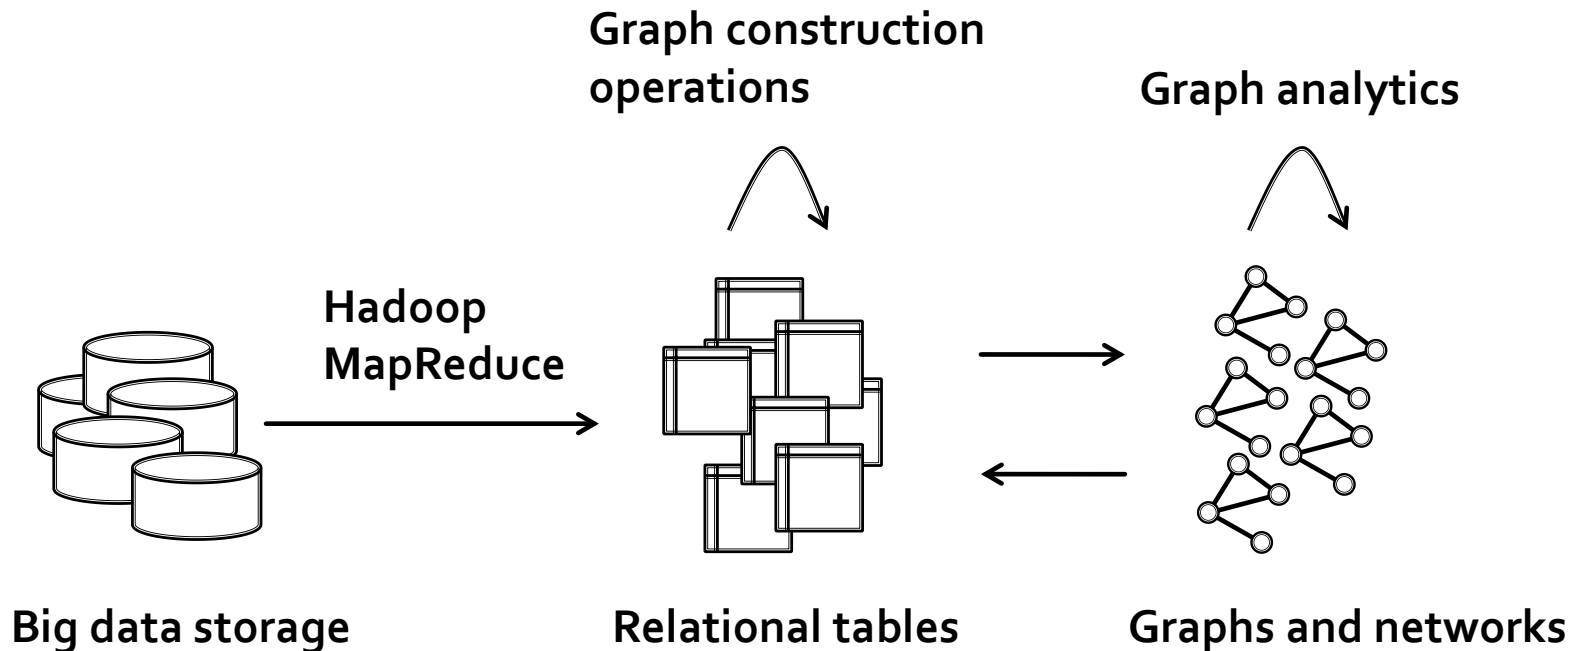 Graph construction
operations
Graph analytics
Hadoop
MapReduce
Big data storage
Relational tables
Graphs and networks